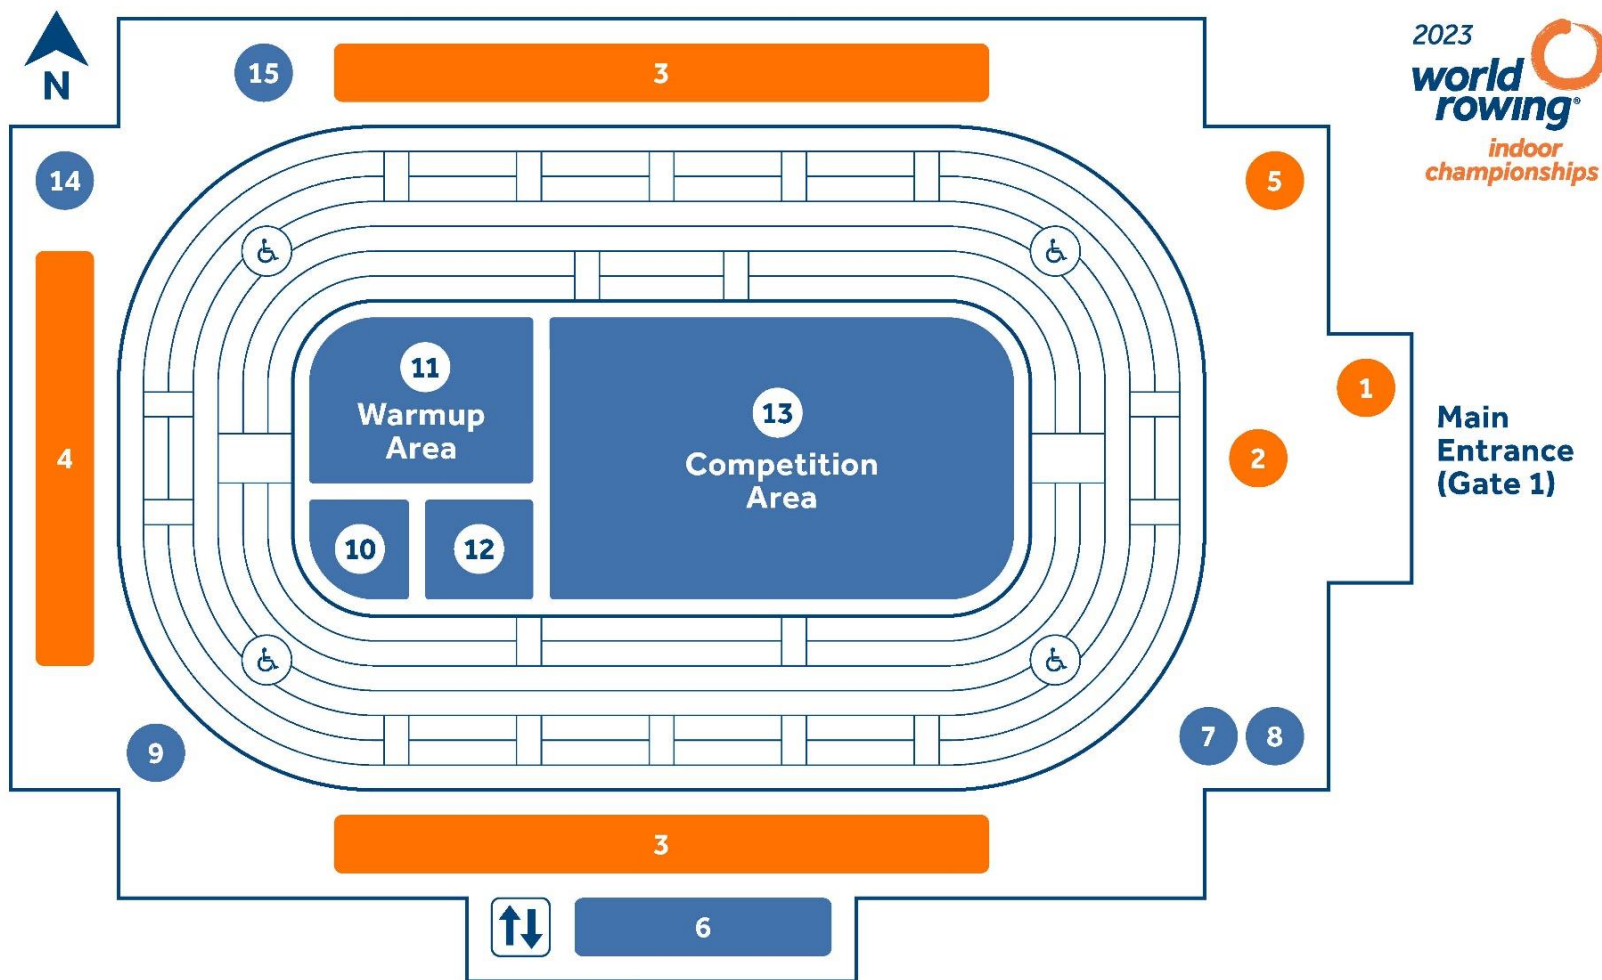 N
15
3
2023
world
rowing®
indoor
championships
14
5
11
Warmup
Area
13
Competition
Area
1
Main
Entrance
(Gate 1)
4
2
10
12
9
7
8
3
6